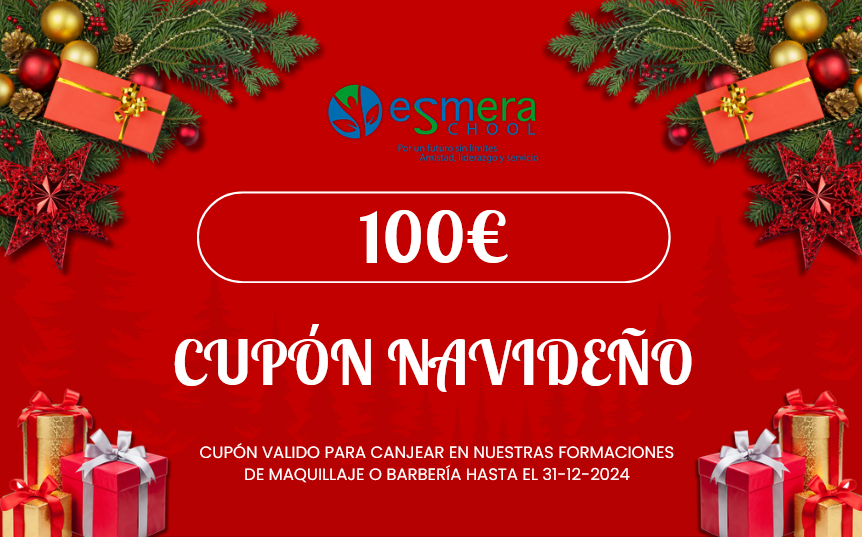 esmera
SCHOOL
Por un futuro sin límites
Amistad, liderazgo y servicio
100€
CUPÓN NAVIDEÑO
CUPÓN VALIDO PARA CANJEAR EN NUESTRAS FORMACIONES
DE MAQUILLAJE O BARBERÍA HASTA EL 31-12-2024